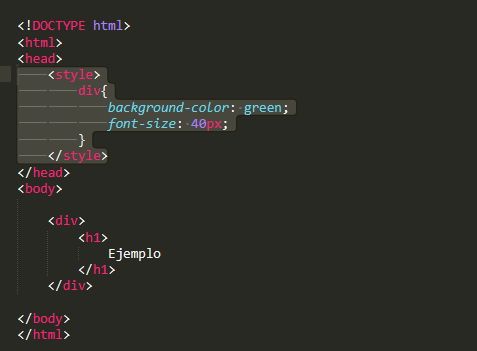 <!DOCTYPE html>
<html>
<head>
<style>
div{
background-color: green;
font-size: 40px;
}
</style>
</head>
<body>
<div>
<h1>
Ejemplo
</h1>
</div>
</body>
</html>